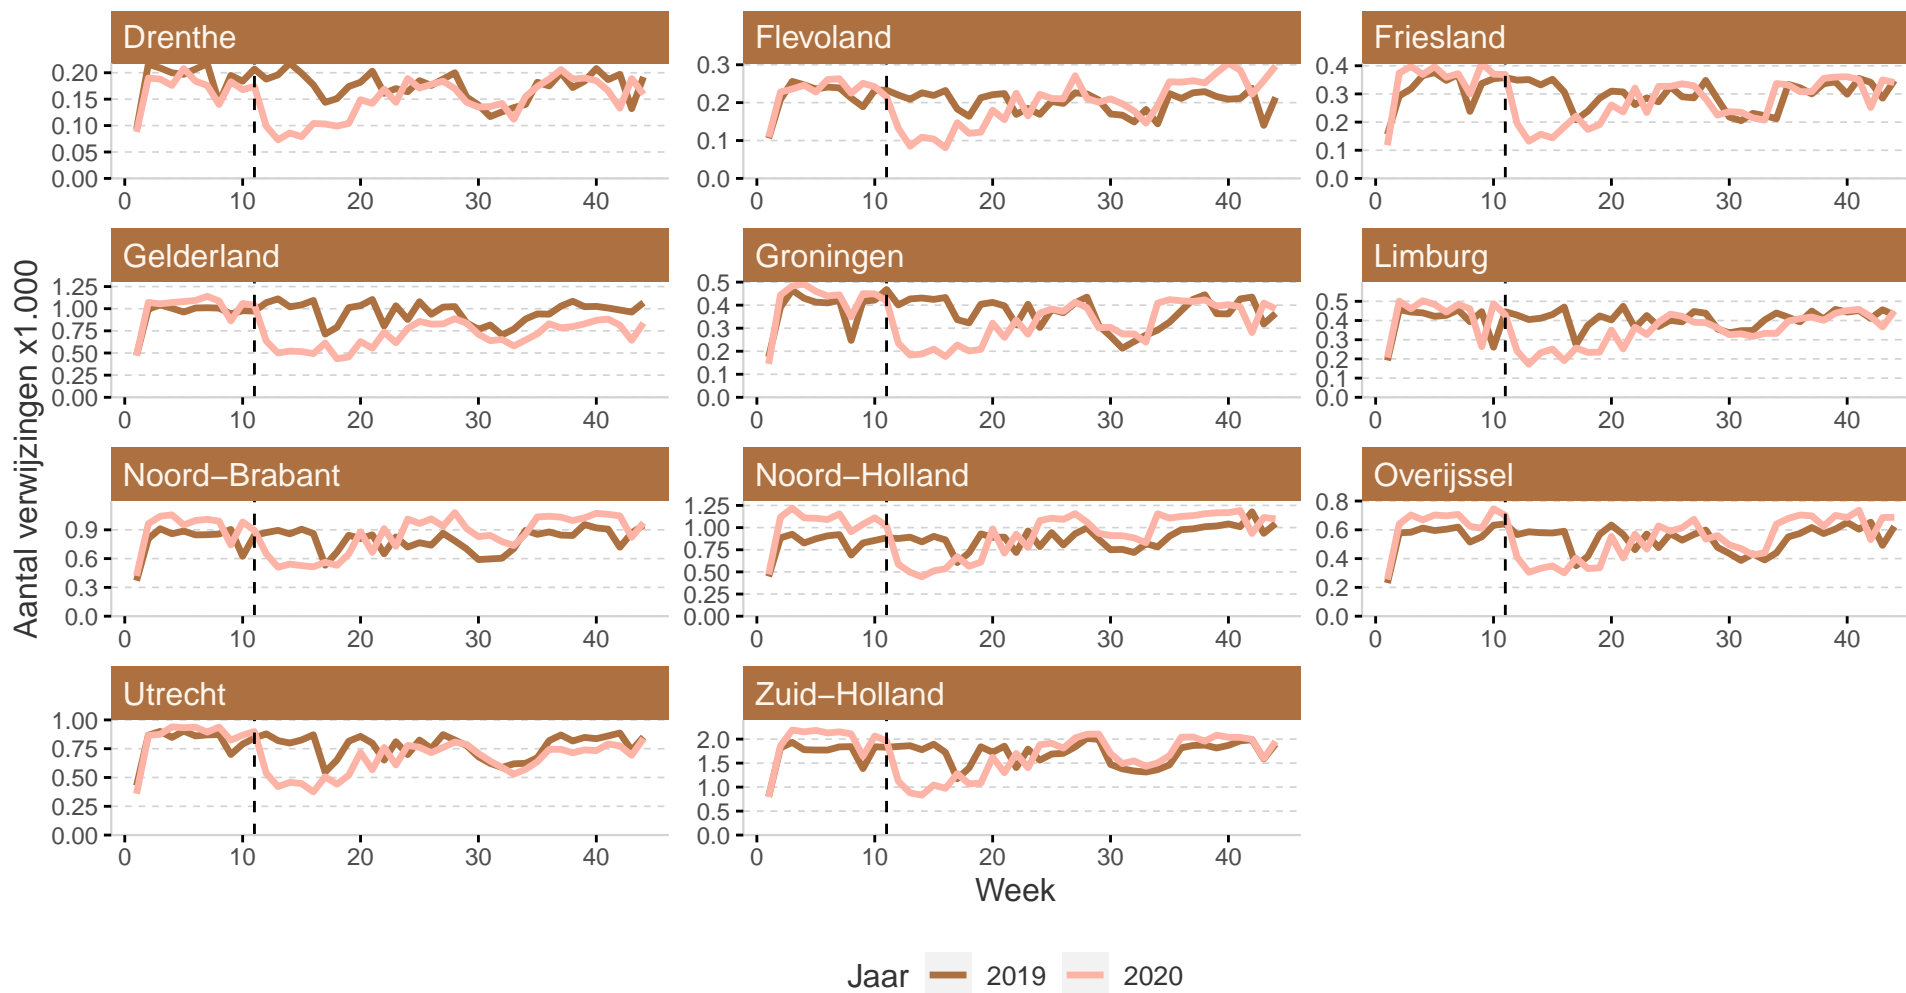 Drenthe
Flevoland
Friesland
0.20
0.15
0.10
0.05
0.00
0 10 20 30 40
0.3
0.2
0.1
0.0
0 10 20 30 40
0.4
0.3
0.2
0.1
0.0
0 10 20 30 40
Gelderland
Groningen
Limburg
1.25
1.00
0.75
0.50
0.25
0.00
0 10 20 30 40
0.5
0.4
0.3
0.2
0.1
0.0
0 10 20 30 40
0.5
0.4
0.3
0.2
0.1
0.0
0 10 20 30 40
Aantal verwijzingen x1.000
Noord−Brabant
Noord−Holland
Overijssel
0.9
0.6
0.3
0.0
0 10 20 30 40
1.25
1.00
0.75
0.50
0.25
0.00
0 10 20 30 40
0.8
0.6
0.4
0.2
0.0
0 10 20 30 40
Utrecht
Zuid−Holland
1.00
0.75
0.50
0.25
0.00
0 10 20 30 40
2.0
1.5
1.0
0.5
0.0
0 10 20 30 40
Week
Jaar 2019 2020